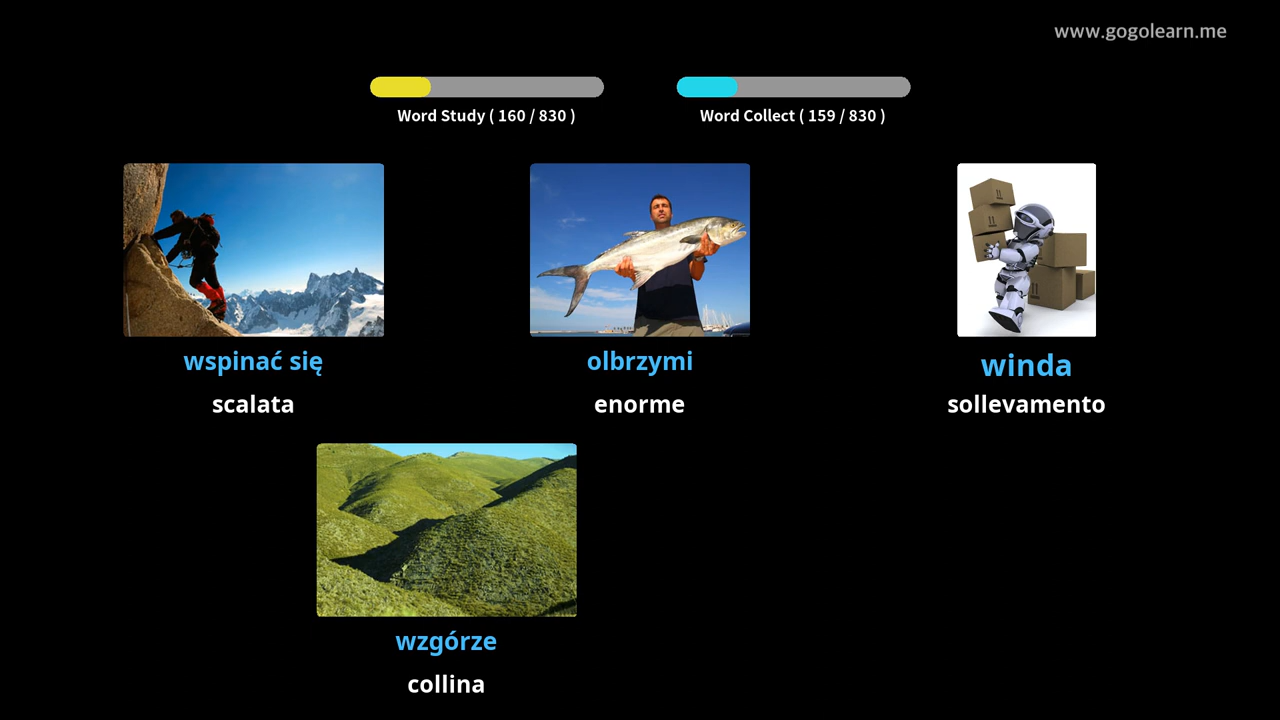 www.gogolearn.me
Word Study ( 160 / 830 )
Word Collect ( 159 / 830 )
wspinać się
scalata
olbrzymi
enorme
winda
sollevamento
wzgórze
collina